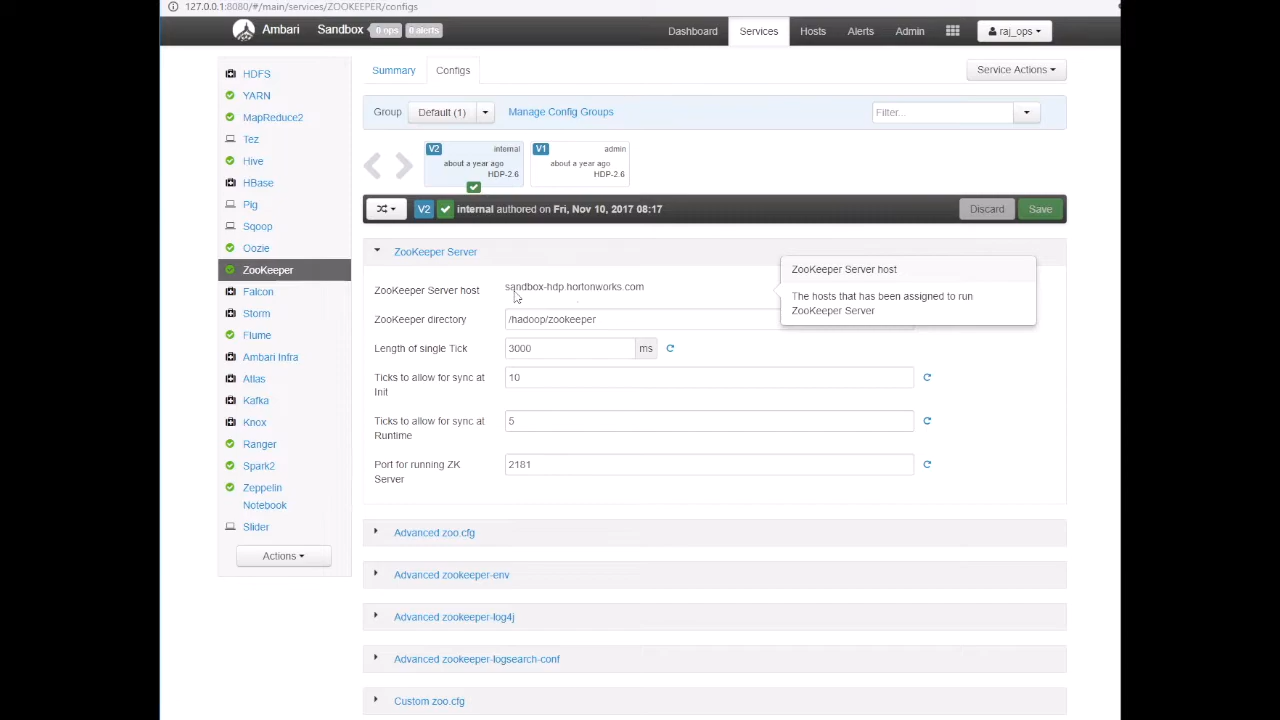 127.0.0.1:8080/#/main/services/ZOOKEEPER/configs
Ambari Sandbox 0 ops 0 alerts Dashboard Services Hosts Alerts Admin raj_ops
HDFS
YARN
MapReduce2
Tez
Hive
HBase
Pig
Sqoop
Oozie
ZooKeeper
Falcon
Storm
Flume
Ambari Infra
Atlas
Kafka
Knox
Ranger
Spark2
Zeppelin
Notebook
Slider
Actions
Summary Configs Service Actions
Group Default (1) Manage Config Groups Filter...
V2 internal
about a year ago
HDP-2.6
V1 admin
about a year ago
HDP-2.6
V2 internal authored on Fri, Nov 10, 2017 08:17 Discard Save
ZooKeeper Server
ZooKeeper Server host sandbox-hdp.hortonworks.com
ZooKeeper Server host
The hosts that has been assigned to run
ZooKeeper Server
ZooKeeper directory /hadoop/zookeeper
Length of single Tick 3000 ms
Ticks to allow for sync at
Init
10
Ticks to allow for sync at
Runtime
5
Port for running ZK
Server
2181
Advanced zoo.cfg
Advanced zookeeper-env
Advanced zookeeper-log4j
Advanced zookeeper-logsearch-conf
Custom zoo.cfg